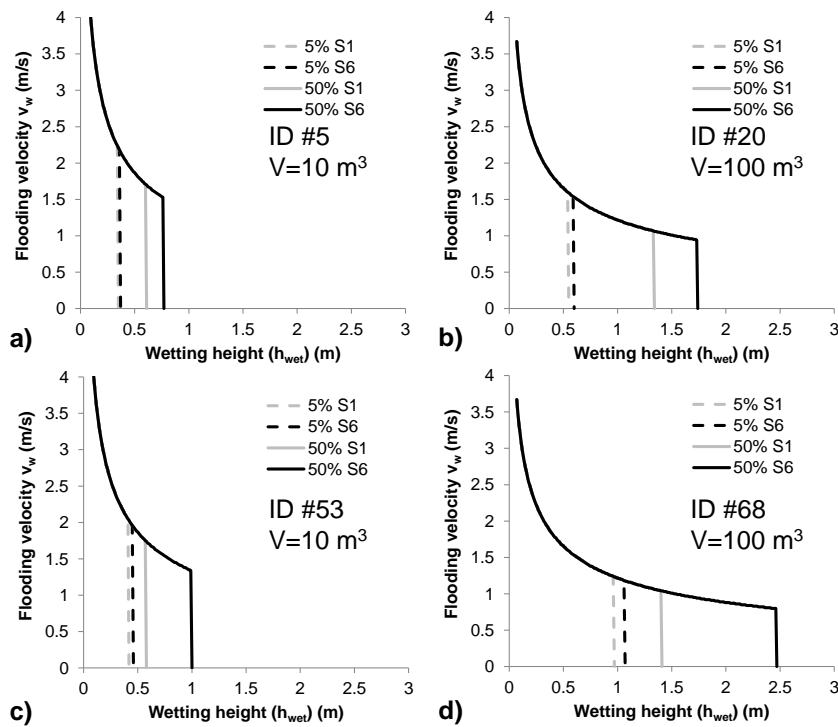 4
3.5
3
2.5
2
1.5
1
0.5
0
Flooding velocity vw (m/s)
5% S1
5% S6
50% S1
50% S6
ID #5
V=10 m³
0 0.5 1 1.5 2 2.5 3
Wetting height (hwet) (m)
a)
4
3.5
3
2.5
2
1.5
1
0.5
0
Flooding velocity vw (m/s)
5% S1
5% S6
50% S1
50% S6
ID #20
V=100 m³
0 0.5 1 1.5 2 2.5 3
Wetting height (hwet) (m)
b)
4
3.5
3
2.5
2
1.5
1
0.5
0
Flooding velocity vw (m/s)
5% S1
5% S6
50% S1
50% S6
ID #53
V=10 m³
0 0.5 1 1.5 2 2.5 3
Wetting height (hwet) (m)
c)
4
3.5
3
2.5
2
1.5
1
0.5
0
Flooding velocity vw (m/s)
5% S1
5% S6
50% S1
50% S6
ID #68
V=100 m³
0 0.5 1 1.5 2 2.5 3
Wetting height (hwet) (m)
d)